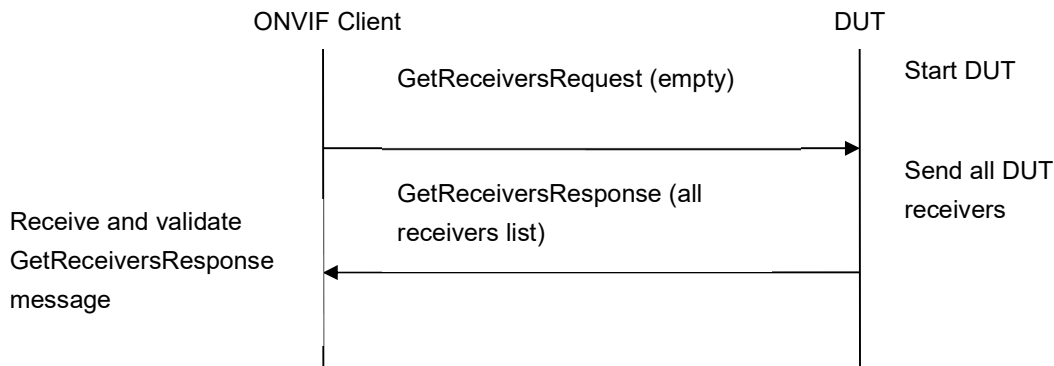 ONVIF Client
DUT
GetReceiversRequest (empty)
Start DUT
Send all DUT
receivers
GetReceiversResponse (all
receivers list)
Receive and validate
GetReceiversResponse
message